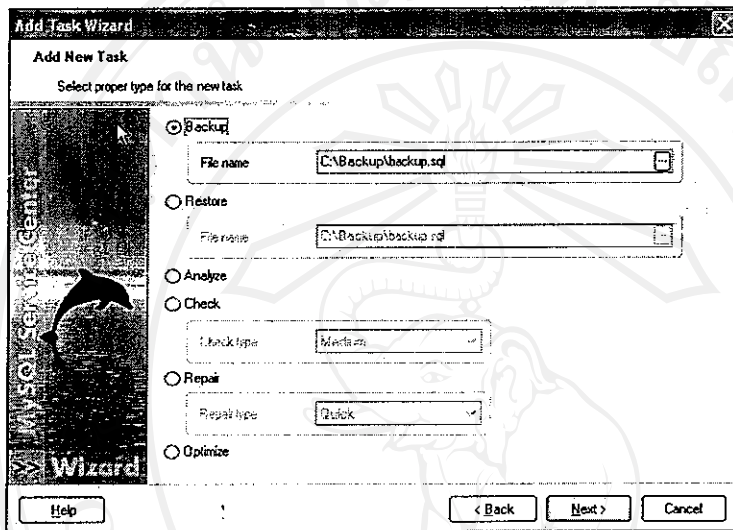 Add Task Wizard
Add New Task
Select proper type for the new task
Backup
File name C:\Backup\backup.sql ...
Restore
File name C:\Backup\backup.sql ...
Analyze
Check
Check type Medium
Repair
Repair type Quick
Optimize
MySQL Service Center
Wizard
Help < Back Next > Cancel